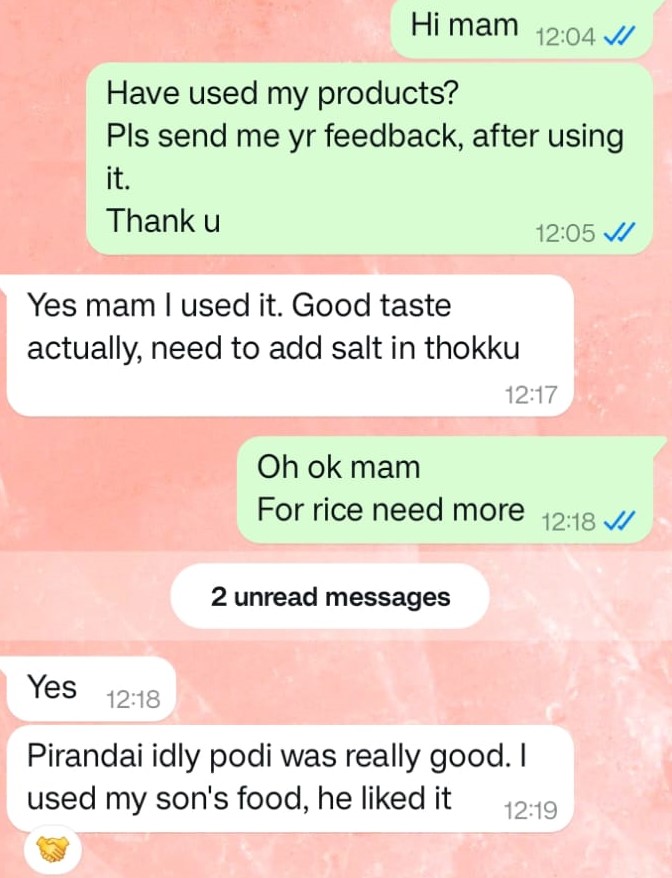 Hi mam 12:04
Have used my products?
Pls send me yr feedback, after using
it.
Thank u 12:05
Yes mam I used it. Good taste
actually, need to add salt in thokku
12:17
Oh ok mam
For rice need more 12:18
2 unread messages
Yes 12:18
Pirandai idly podi was really good. I
used my son's food, he liked it 12:19